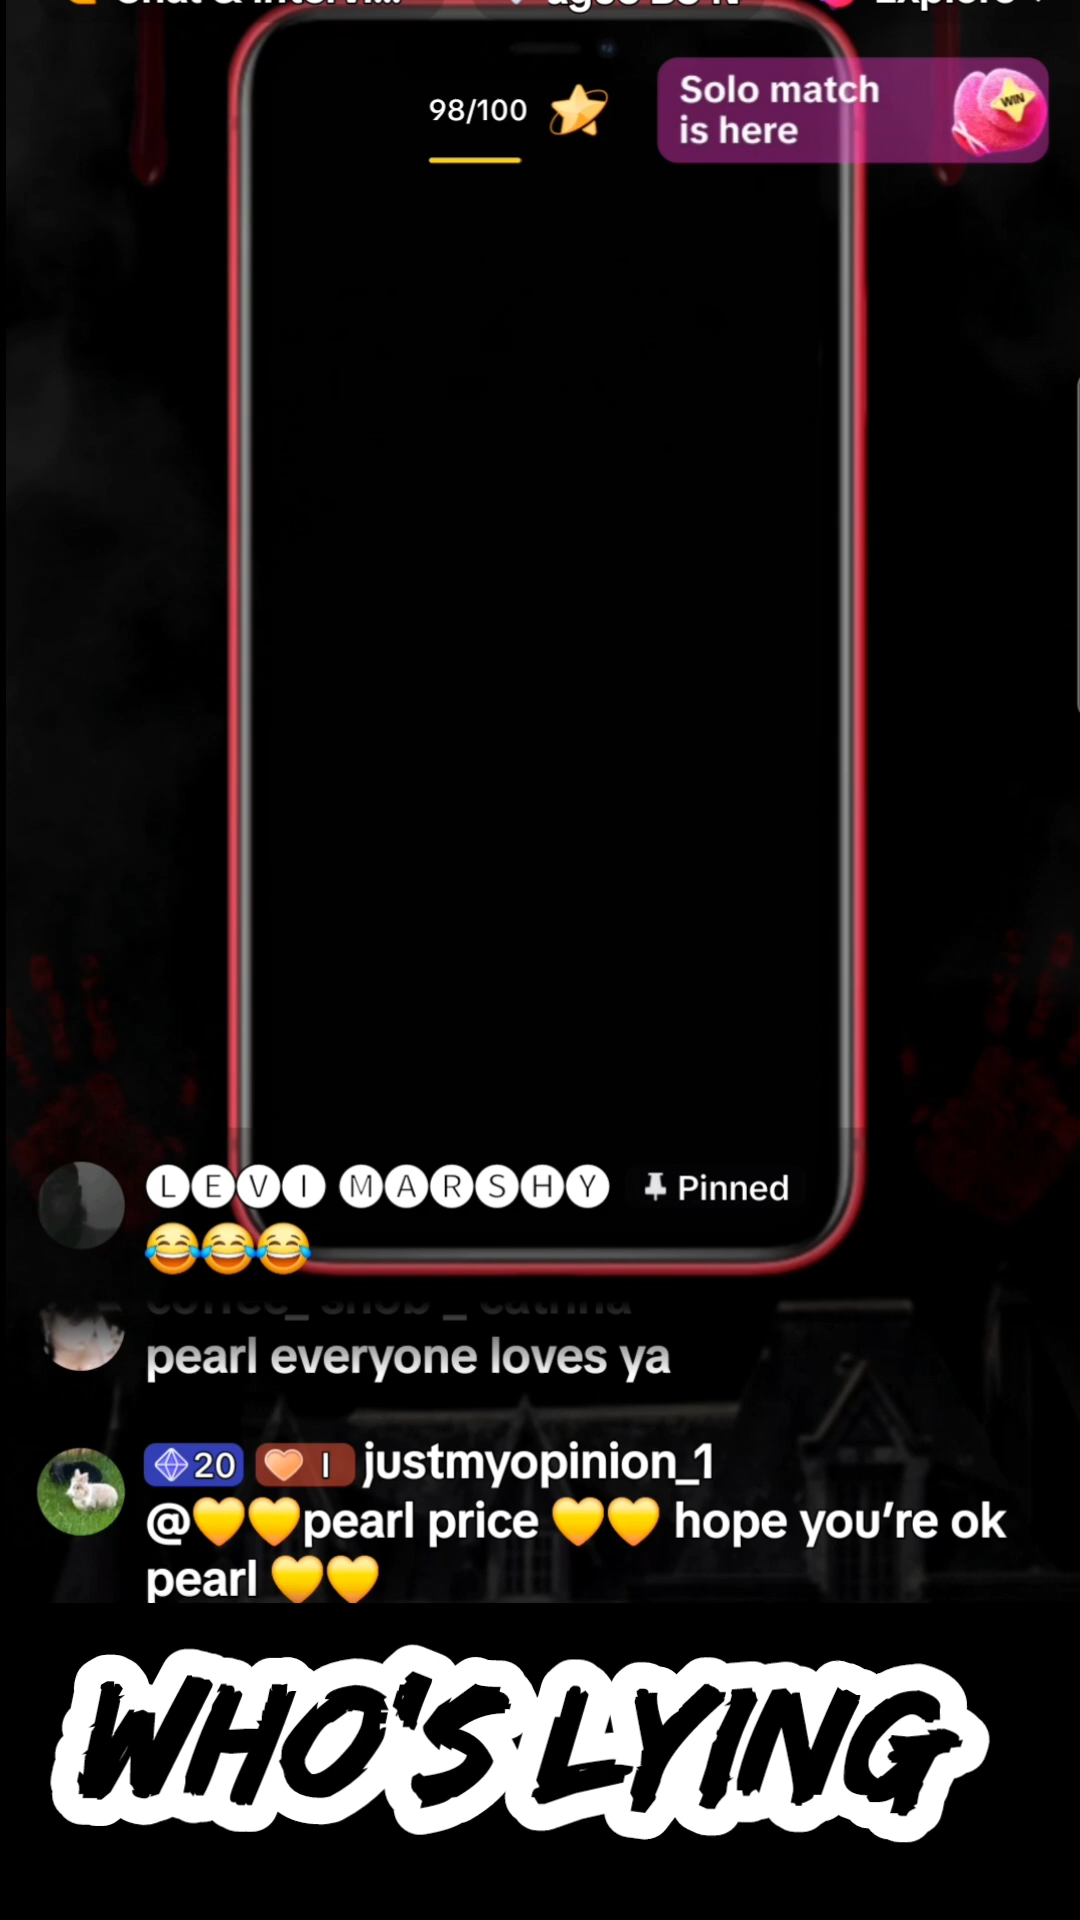 98/100
Solo match
is here
WIN
ⓁⒺⓋⒾ ⓂⒶⓇⓈⒽⓎ Pinned
😂😂😂
pearl everyone loves ya
20 I justmyopinion_1
@💛💛pearl price 💛💛 hope you’re ok
pearl 💛💛
WHO'S LYING